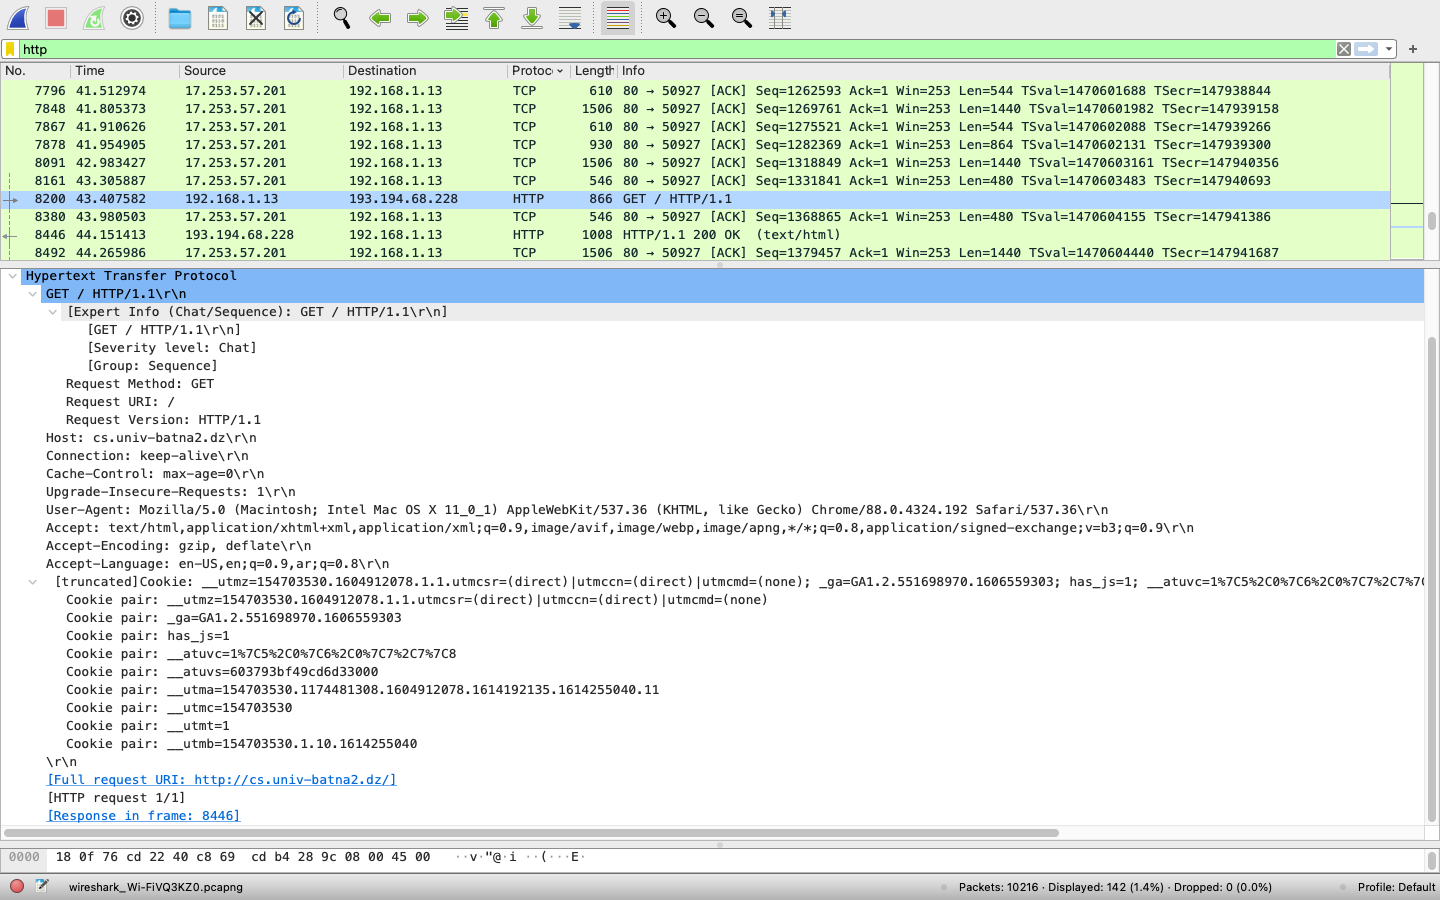 http
No. Time Source Destination Protoc Length Info
7796 41.512974 17.253.57.201 192.168.1.13 TCP 610 80 → 50927 [ACK] Seq=1262593 Ack=1 Win=253 Len=544 TSval=1470601688 TSecr=147938844
7848 41.805373 17.253.57.201 192.168.1.13 TCP 1506 80 → 50927 [ACK] Seq=1269761 Ack=1 Win=253 Len=1440 TSval=1470601982 TSecr=147939158
7867 41.910626 17.253.57.201 192.168.1.13 TCP 610 80 → 50927 [ACK] Seq=1275521 Ack=1 Win=253 Len=544 TSval=1470602088 TSecr=147939266
7878 41.954905 17.253.57.201 192.168.1.13 TCP 930 80 → 50927 [ACK] Seq=1282369 Ack=1 Win=253 Len=864 TSval=1470602131 TSecr=147939300
8091 42.983427 17.253.57.201 192.168.1.13 TCP 1506 80 → 50927 [ACK] Seq=1318849 Ack=1 Win=253 Len=1440 TSval=1470603161 TSecr=147940356
8161 43.305887 17.253.57.201 192.168.1.13 TCP 546 80 → 50927 [ACK] Seq=1331841 Ack=1 Win=253 Len=480 TSval=1470603483 TSecr=147940693
8200 43.407582 192.168.1.13 193.194.68.228 HTTP 866 GET / HTTP/1.1
8380 43.980503 17.253.57.201 192.168.1.13 TCP 546 80 → 50927 [ACK] Seq=1368865 Ack=1 Win=253 Len=480 TSval=1470604155 TSecr=147941386
8446 44.151413 193.194.68.228 192.168.1.13 HTTP 1008 HTTP/1.1 200 OK  (text/html)
8492 44.265986 17.253.57.201 192.168.1.13 TCP 1506 80 → 50927 [ACK] Seq=1379457 Ack=1 Win=253 Len=1440 TSval=1470604440 TSecr=147941687
Hypertext Transfer Protocol
GET / HTTP/1.1\r\n
[Expert Info (Chat/Sequence): GET / HTTP/1.1\r\n]
[GET / HTTP/1.1\r\n]
[Severity level: Chat]
[Group: Sequence]
Request Method: GET
Request URI: /
Request Version: HTTP/1.1
Host: cs.univ-batna2.dz\r\n
Connection: keep-alive\r\n
Cache-Control: max-age=0\r\n
Upgrade-Insecure-Requests: 1\r\n
User-Agent: Mozilla/5.0 (Macintosh; Intel Mac OS X 11_0_1) AppleWebKit/537.36 (KHTML, like Gecko) Chrome/88.0.4324.192 Safari/537.36\r\n
Accept: text/html,application/xhtml+xml,application/xml;q=0.9,image/avif,image/webp,image/apng,*/*;q=0.8,application/signed-exchange;v=b3;q=0.9\r\n
Accept-Encoding: gzip, deflate\r\n
Accept-Language: en-US,en;q=0.9,ar;q=0.8\r\n
[truncated]Cookie: __utmz=154703530.1604912078.1.1.utmcsr=(direct)|utmccn=(direct)|utmcmd=(none); _ga=GA1.2.551698970.1606559303; has_js=1; __atuvc=1%7C5%2C0%7C6%2C0%7C7%2C7%7C
Cookie pair: __utmz=154703530.1604912078.1.1.utmcsr=(direct)|utmccn=(direct)|utmcmd=(none)
Cookie pair: _ga=GA1.2.551698970.1606559303
Cookie pair: has_js=1
Cookie pair: __atuvc=1%7C5%2C0%7C6%2C0%7C7%2C7%7C8
Cookie pair: __atuvs=603793bf49cd6d33000
Cookie pair: __utma=154703530.1174481308.1604912078.1614192135.1614255040.11
Cookie pair: __utmc=154703530
Cookie pair: __utmt=1
Cookie pair: __utmb=154703530.1.10.1614255040
\r\n
[Full request URI: http://cs.univ-batna2.dz/]
[HTTP request 1/1]
[Response in frame: 8446]
0000 18 0f 76 cd 22 40 c8 69 cd b4 28 9c 08 00 45 00 ··v·"@·i ··(···E·
wireshark_Wi-FiVQ3KZ0.pcapng Packets: 10216 · Displayed: 142 (1.4%) · Dropped: 0 (0.0%) Profile: Default